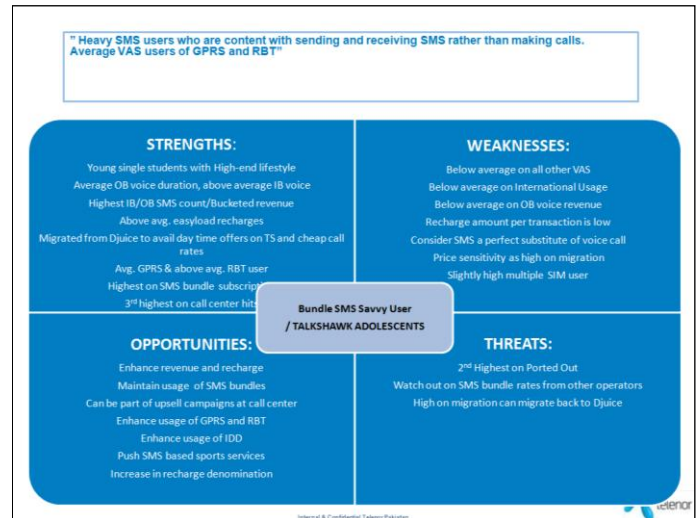 " Heavy SMS users who are content with sending and receiving SMS rather than making calls.
Average VAS users of GPRS and RBT"
STRENGTHS:
Young single students with High-end lifestyle
Average OB voice duration, above average IB voice
Highest IB/OB SMS count/Bucketed revenue
Above avg. easyload recharges
Migrated from Djuice to avail day time offers on TS and cheap call
rates
Avg. GPRS & above avg. RBT user
Highest on SMS bundle
3rd highest on call center hits
WEAKNESSES:
Below average on all other VAS
Below average on International Usage
Below average on OB voice revenue
Recharge amount per transaction is low
Consider SMS a perfect substitute of voice call
Price sensitivity as high on migration
Slightly high multiple SIM user
Bundle SMS Savvy User
/ TALKSHAWK ADOLESCENTS
OPPORTUNITIES:
Enhance revenue and recharge
Maintain usage of SMS bundles
Can be part of upsell campaigns at call center
Enhance usage of GPRS and RBT
Enhance usage of IDD
Push SMS based sports services
Increase in recharge denomination
THREATS:
2nd Highest on Ported Out
Watch out on SMS bundle rates from other operators
High on migration can migrate back to Djuice
Internal & Confidential Telenor Pakistan
telenor